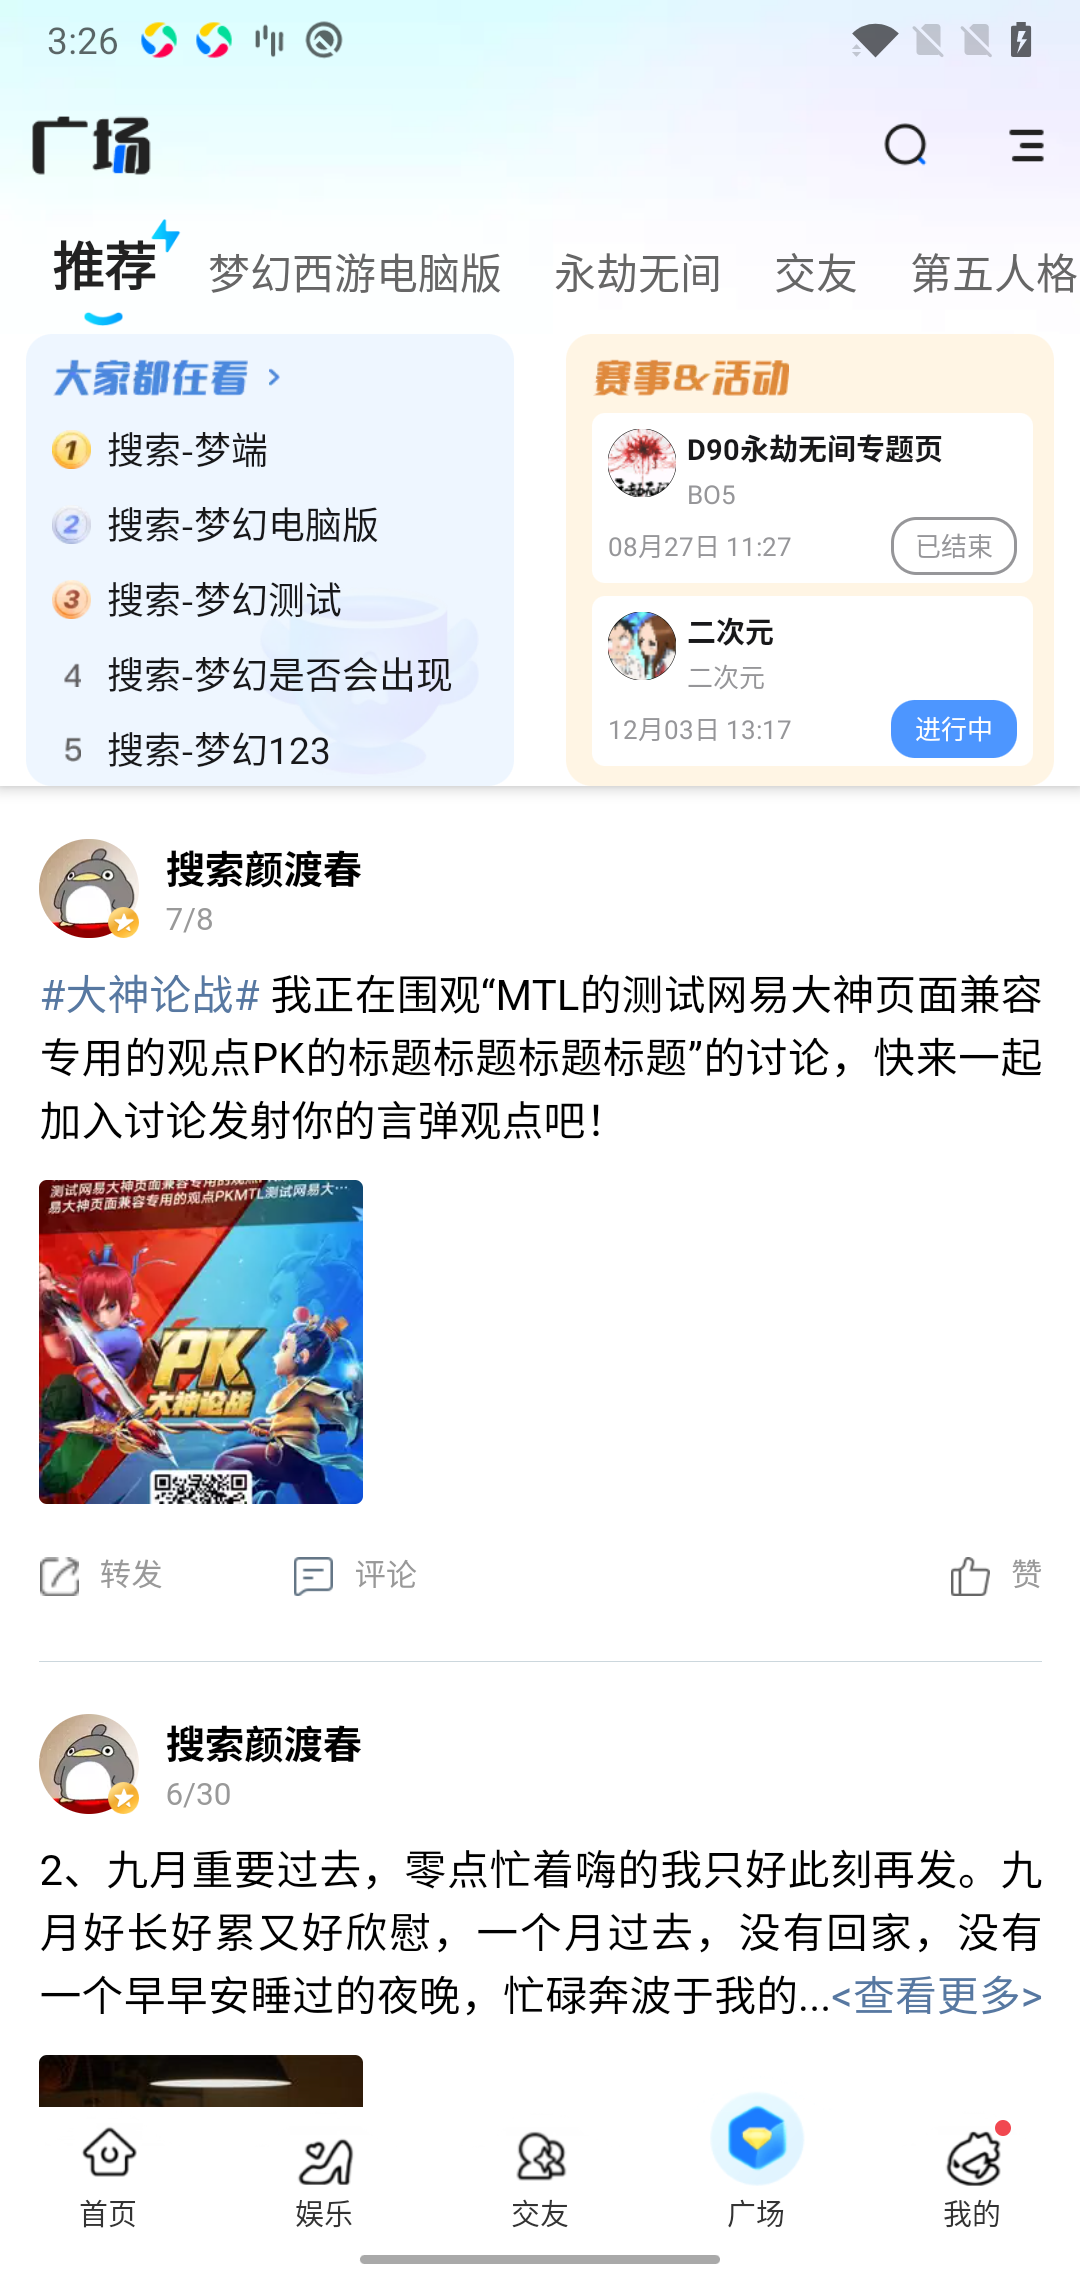 3:26
广场
推荐
梦幻西游电脑版
永劫无间
交友
第五人格
大家都在看 >
1 搜索-梦端
2 搜索-梦幻电脑版
3 搜索-梦幻测试
4 搜索-梦幻是否会出现
5 搜索-梦幻123
赛事&活动
D90永劫无间专题页
BO5
08月27日 11:27
已结束
二次元
二次元
12月03日 13:17
进行中
搜索颜渡春
7/8
#大神论战# 我正在围观“MTL的测试网易大神页面兼容
专用的观点PK的标题标题标题标题”的讨论，快来一起
加入讨论发射你的言弹观点吧！
测试网易大神页面兼容专用的观点
易大神页面兼容专用的观点PKMTL测试网易大…
PK
大神论战
转发
评论
赞
搜索颜渡春
6/30
2、九月重要过去，零点忙着嗨的我只好此刻再发。九
月好长好累又好欣慰，一个月过去，没有回家，没有
一个早早安睡过的夜晚，忙碌奔波于我的...<查看更多>
首页
娱乐
交友
广场
我的